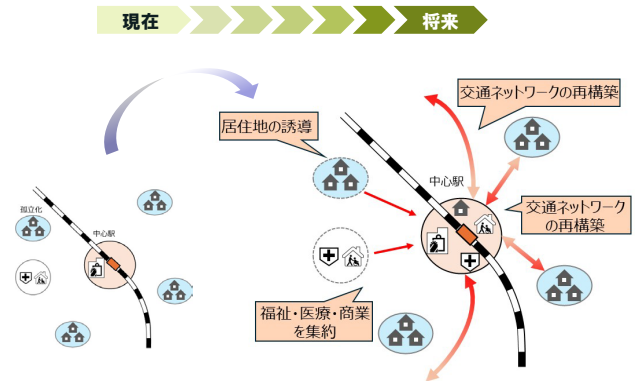 現在
将来
交通ネットワークの再構築
居住地の誘導
中心駅
孤立化
中心駅
交通ネットワーク
の再構築
福祉・医療・商業
を集約